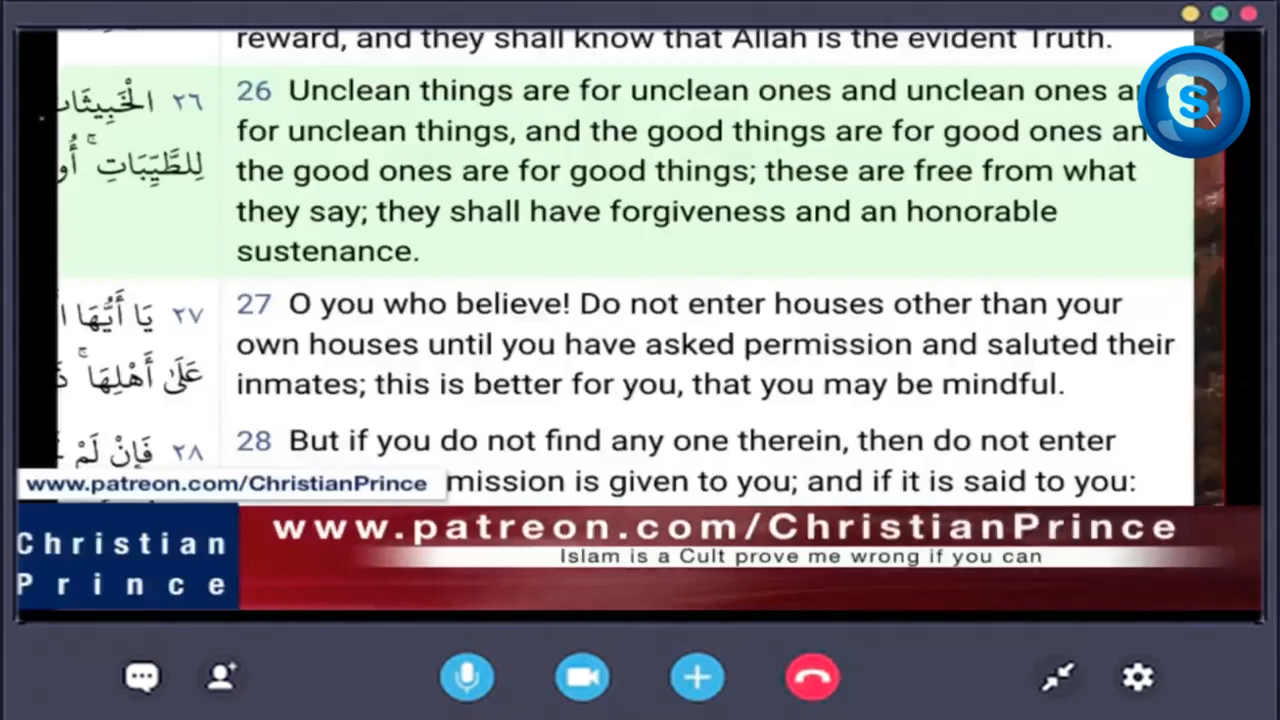 reward, and they shall know that Allah is the evident Truth.
٢٦ الْخَبِيثَات
لِلطَّيِّبَاتِ ۚ أُو
26 Unclean things are for unclean ones and unclean ones
for unclean things, and the good things are for good ones
the good ones are for good things; these are free from what
they say; they shall have forgiveness and an honorable
sustenance.
٢٧ يَا أَيُّهَا
عَلَىٰ أَهْلِهَا ۚ
27 O you who believe! Do not enter houses other than your
own houses until you have asked permission and saluted their
inmates; this is better for you, that you may be mindful.
٢٨ فَإِنْ لَمْ
28 But if you do not find any one therein, then do not enter
mission is given to you; and if it is said to you:
www.patreon.com/ChristianPrince
Christian
Prince
www.patreon.com/ChristianPrince
Islam is a Cult prove me wrong if you can
S